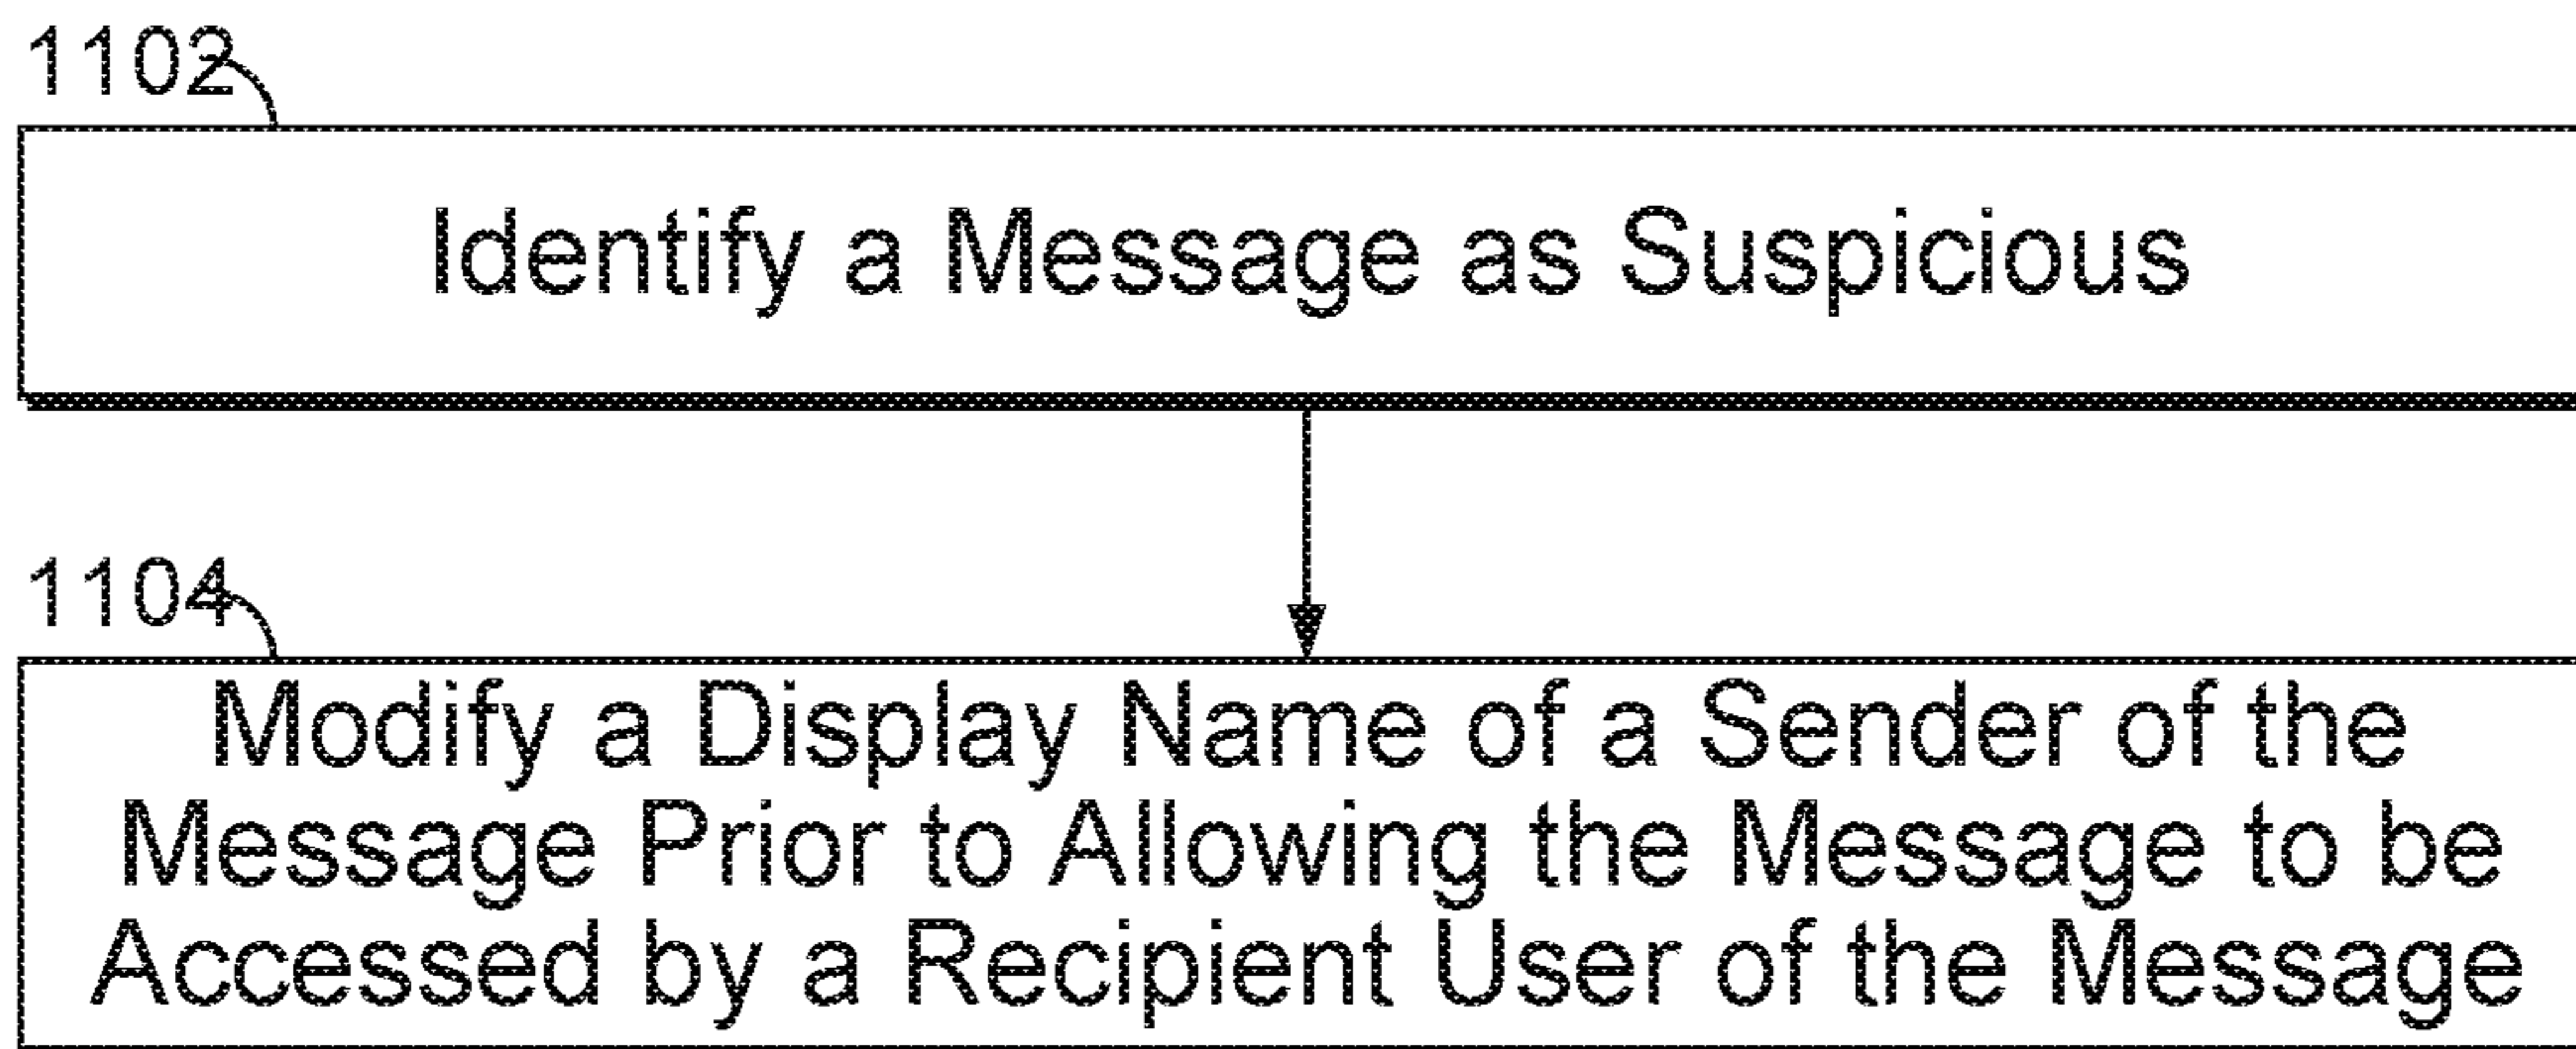 1102
Identify a Message as Suspicious
1104
Modify a Display Name of a Sender of the
Message Prior to Allowing the Message to be
Accessed by a Recipient User of the Message